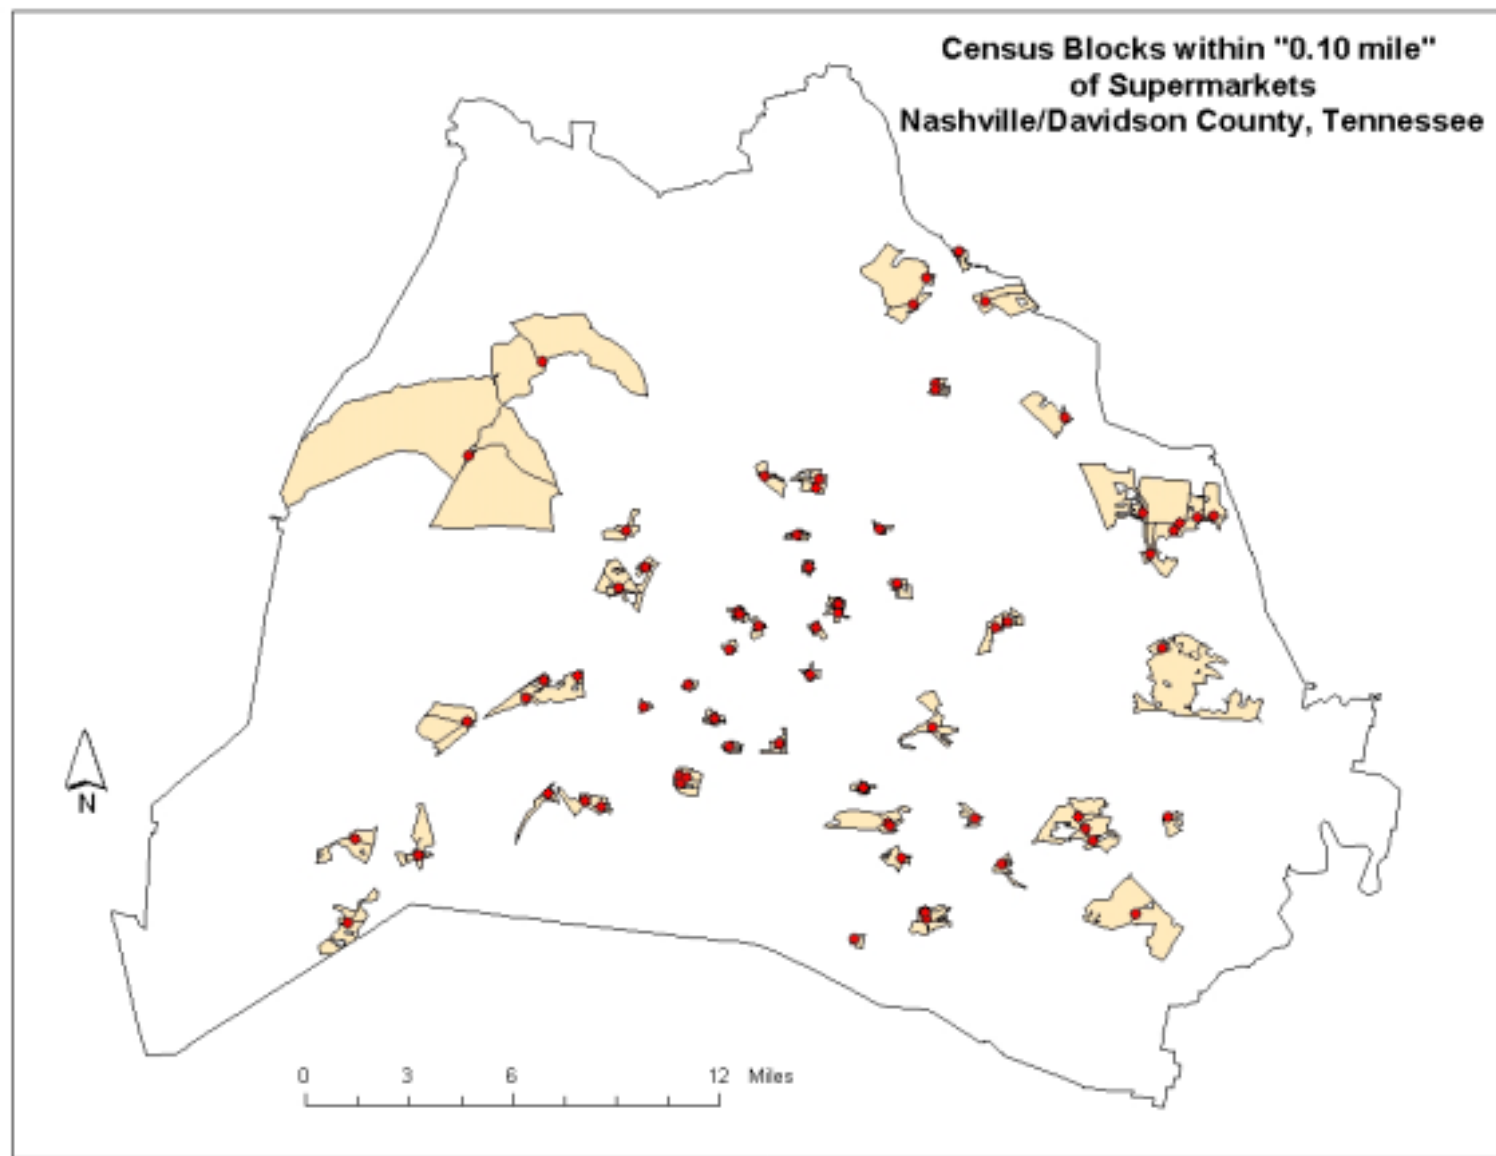 Census Blocks within "0.10 mile"
of Supermarkets
Nashville/Davidson County, Tennessee
N
0 3 6 12 Miles